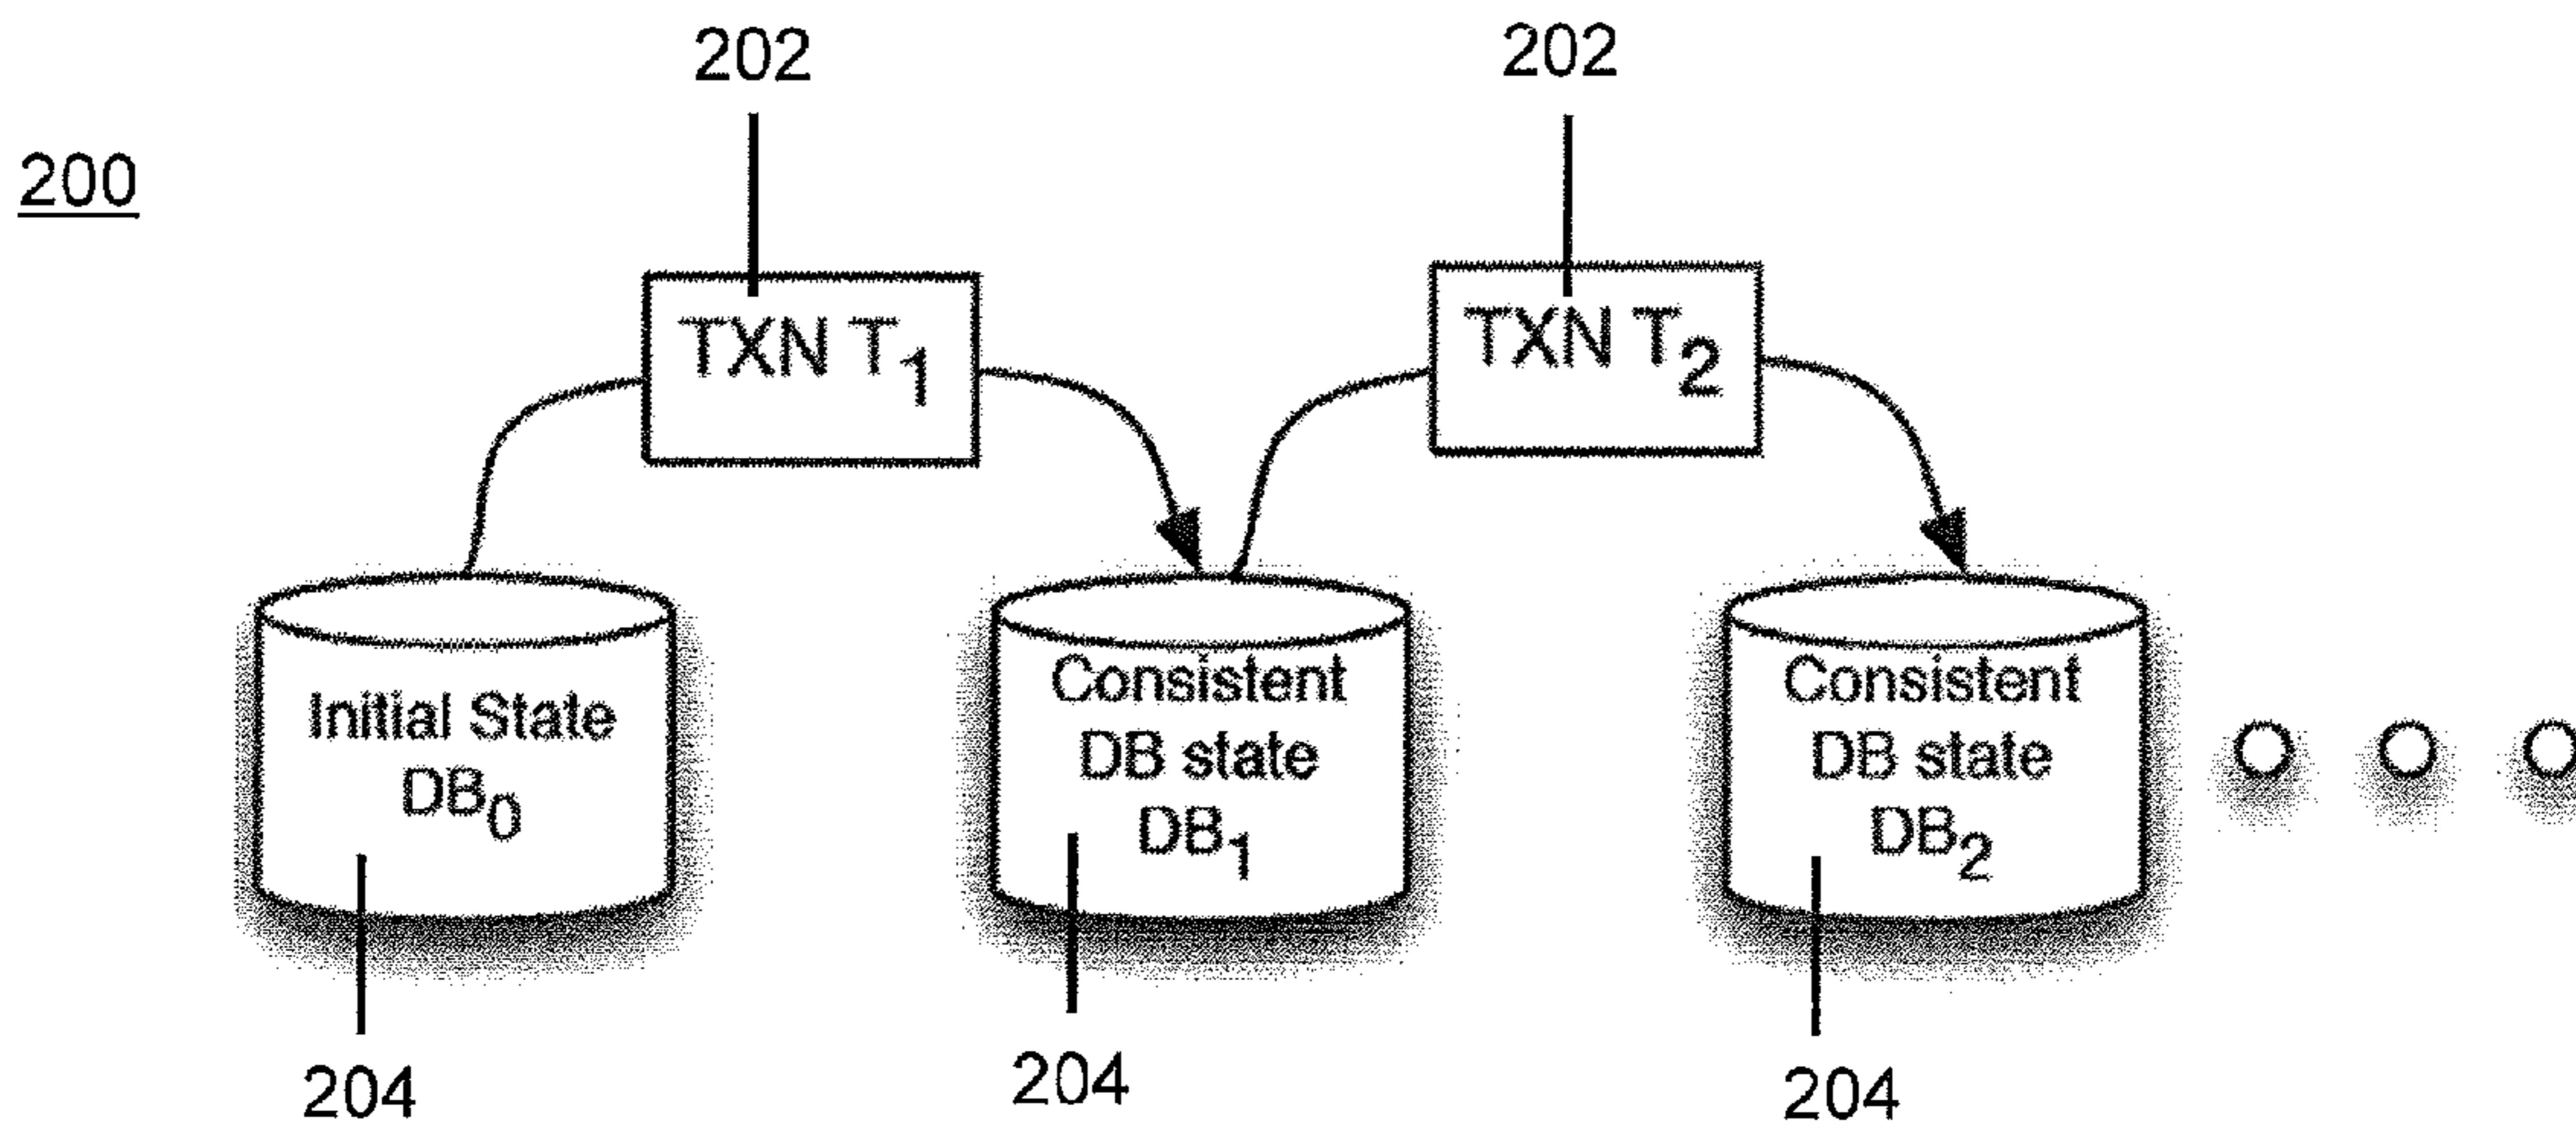 202
202
200
TXN T1
TXN T2
Initial State
DB0
Consistent
DB state
DB1
Consistent
DB state
DB2
204
204
204